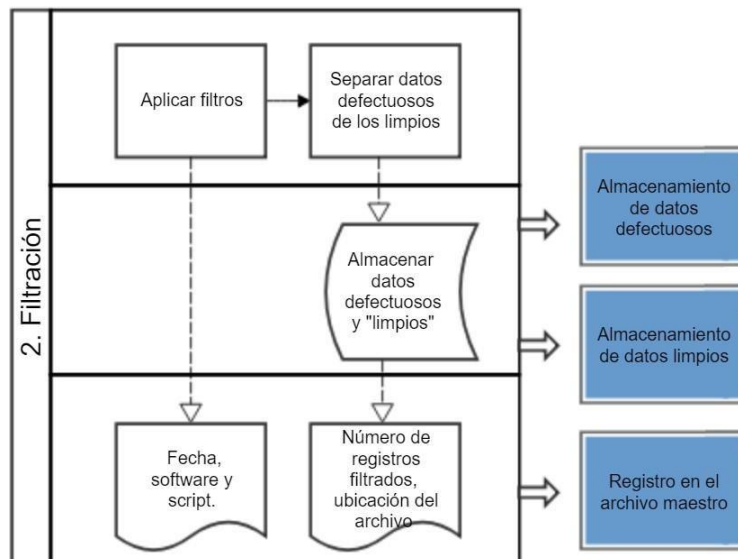 2. Filtración
Aplicar filtros
Separar datos
defectuosos
de los limpios
Almacenar
datos
defectuosos
y "limpios"
Fecha,
software y
script.
Número de
registros
filtrados,
ubicación del
archivo
Almacenamiento
de datos
defectuosos
Almacenamiento
de datos limpios
Registro en el
archivo maestro